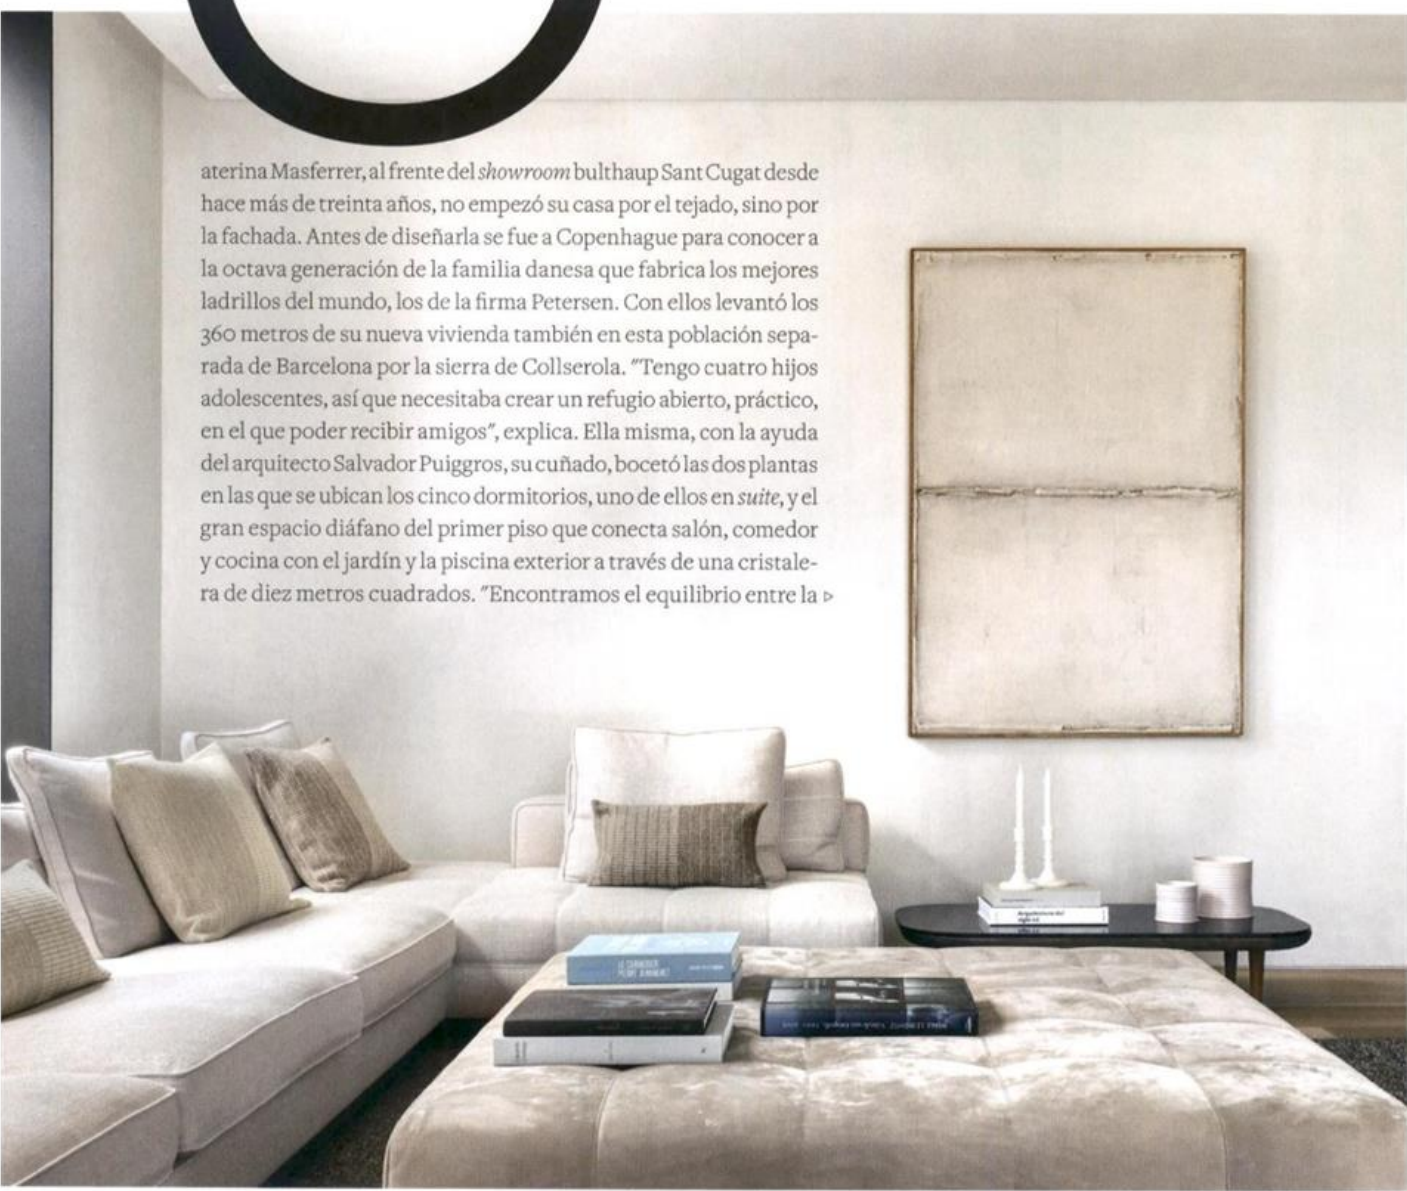 aterina Masferrer, al frente del showroom bulthaup Sant Cugat desde
hace más de treinta años, no empezó su casa por el tejado, sino por
la fachada. Antes de diseñarla se fue a Copenhague para conocer a
la octava generación de la familia danesa que fabrica los mejores
ladrillos del mundo, los de la firma Petersen. Con ellos levantó los
360 metros de su nueva vivienda también en esta población sepa-
rada de Barcelona por la sierra de Collserola. "Tengo cuatro hijos
adolescentes, así que necesitaba crear un refugio abierto, práctico,
en el que poder recibir amigos", explica. Ella misma, con la ayuda
del arquitecto Salvador Puiggros, su cuñado, bocetó las dos plantas
en las que se ubican los cinco dormitorios, uno de ellos en suite, y el
gran espacio diáfano del primer piso que conecta salón, comedor
y cocina con el jardín y la piscina exterior a través de una cristale-
ra de diez metros cuadrados. "Encontramos el equilibrio entre la ▹
LE CORBUSIER
PIERRE JEANNERET